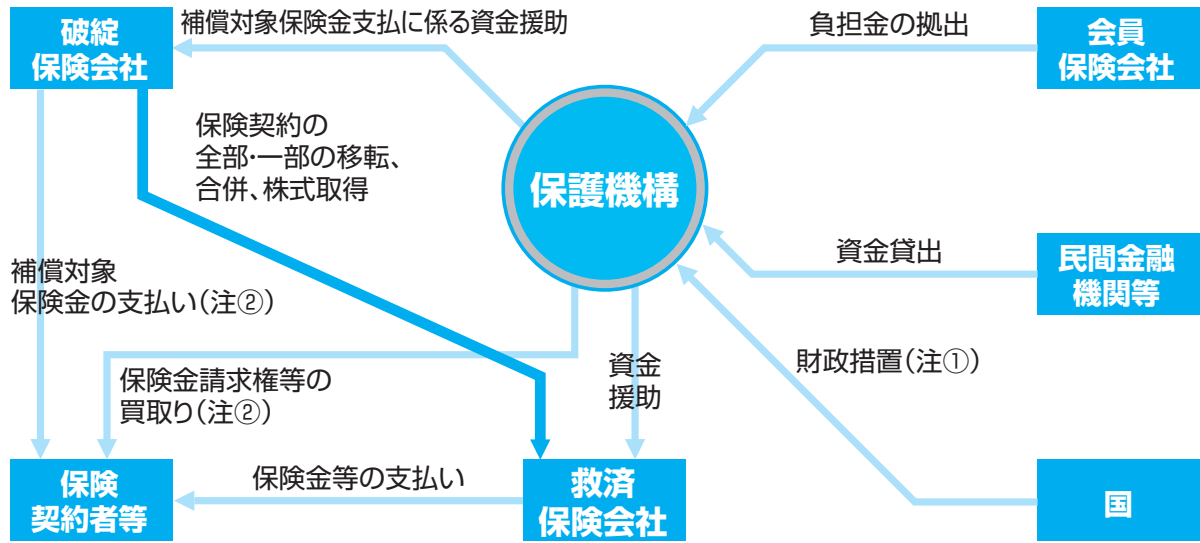 破綻
保険会社
補償対象保険金支払に係る資金援助
負担金の拠出
会員
保険会社
保険契約の
全部・一部の移転、
合併、株式取得
保護機構
補償対象
保険金の支払い（注②）
資金貸出
民間金融
機関等
保険金請求権等の
買取り（注②）
資金
援助
財政措置（注①）
保険
契約者等
保険金等の支払い
救済
保険会社
国